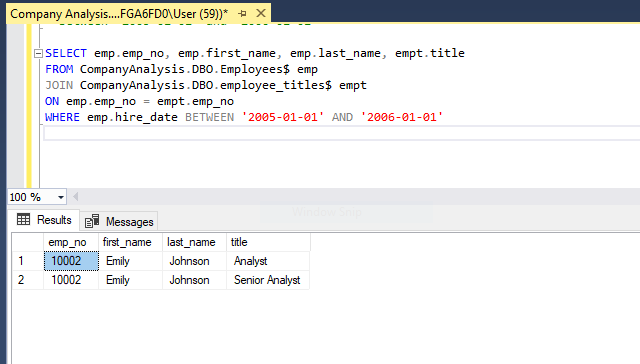 Company Analysis....FGA6FD0\User (59))*
SELECT emp.emp_no, emp.first_name, emp.last_name, empt.title
FROM CompanyAnalysis.DBO.Employees$ emp
JOIN CompanyAnalysis.DBO.employee_titles$ empt
ON emp.emp_no = empt.emp_no
WHERE emp.hire_date BETWEEN '2005-01-01' AND '2006-01-01'
100 %
Window Snip
Results Messages
emp_no first_name last_name title
1 10002 Emily Johnson Analyst
2 10002 Emily Johnson Senior Analyst